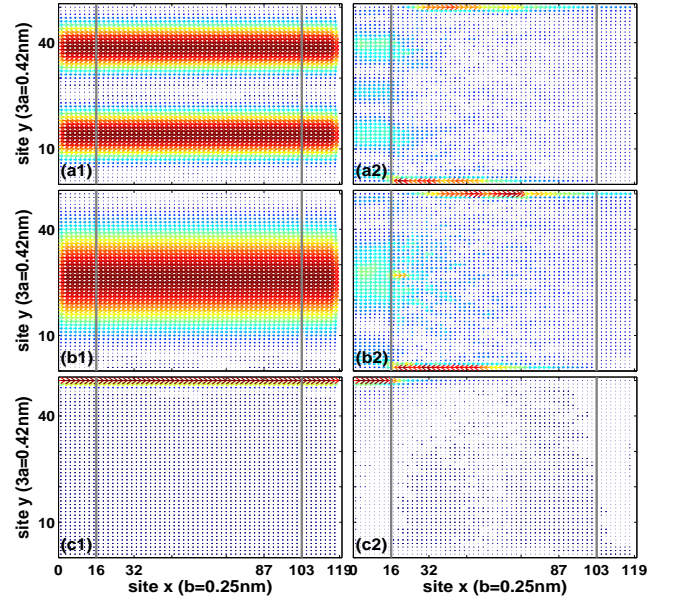 site y (3a=0.42nm)
40
10
(a1)
(a2)
site y (3a=0.42nm)
40
10
(b1)
(b2)
site y (3a=0.42nm)
40
10
(c1)
(c2)
0 16 32 87 103 119 0 16 32 87 103 119
site x (b=0.25nm) site x (b=0.25nm)